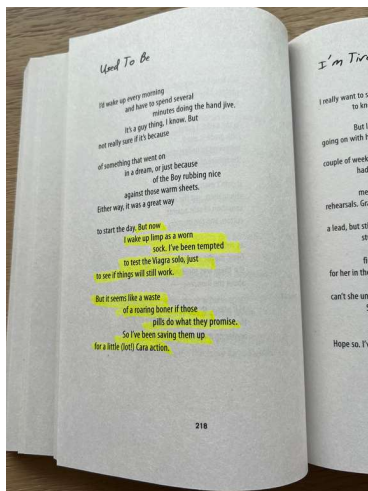 Used To Be
I'd wake up every morning
and have to spend several
minutes doing the hand jive,
it's a guy thing, I know. But
not really sure if it's because
of something that went on
in a dream, or just because
of the Boy rubbing nice
against those warm sheets.
Either way, it was a great way
to start the day. But now
I wake up limp as a worn
sock. I've been tempted
to test the Viagra solo, just
to see if things will still work.
But it seems like a waste
of a roaring boner if those
pills do what they promise.
So I've been saving them up
for a little (lot!) Cara action.
218
I'm
I really want to
to
But
going on with
couple of
had
rehearsals.
a lead, but
for her in
can't she
Hope so.